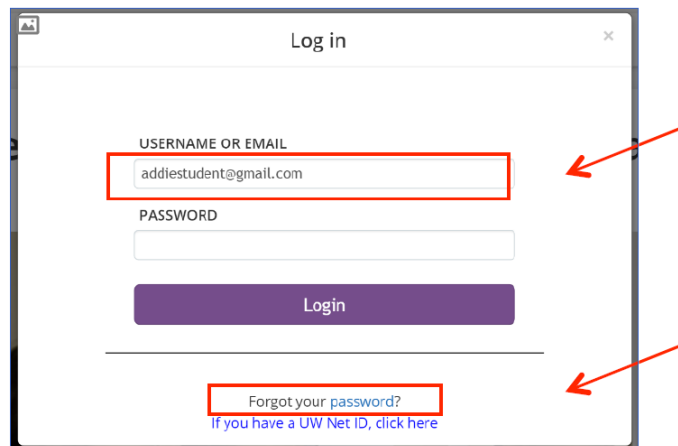 Log in
×
USERNAME OR EMAIL
addiestudent@gmail.com
PASSWORD
Login
Forgot your password?
If you have a UW Net ID, click here